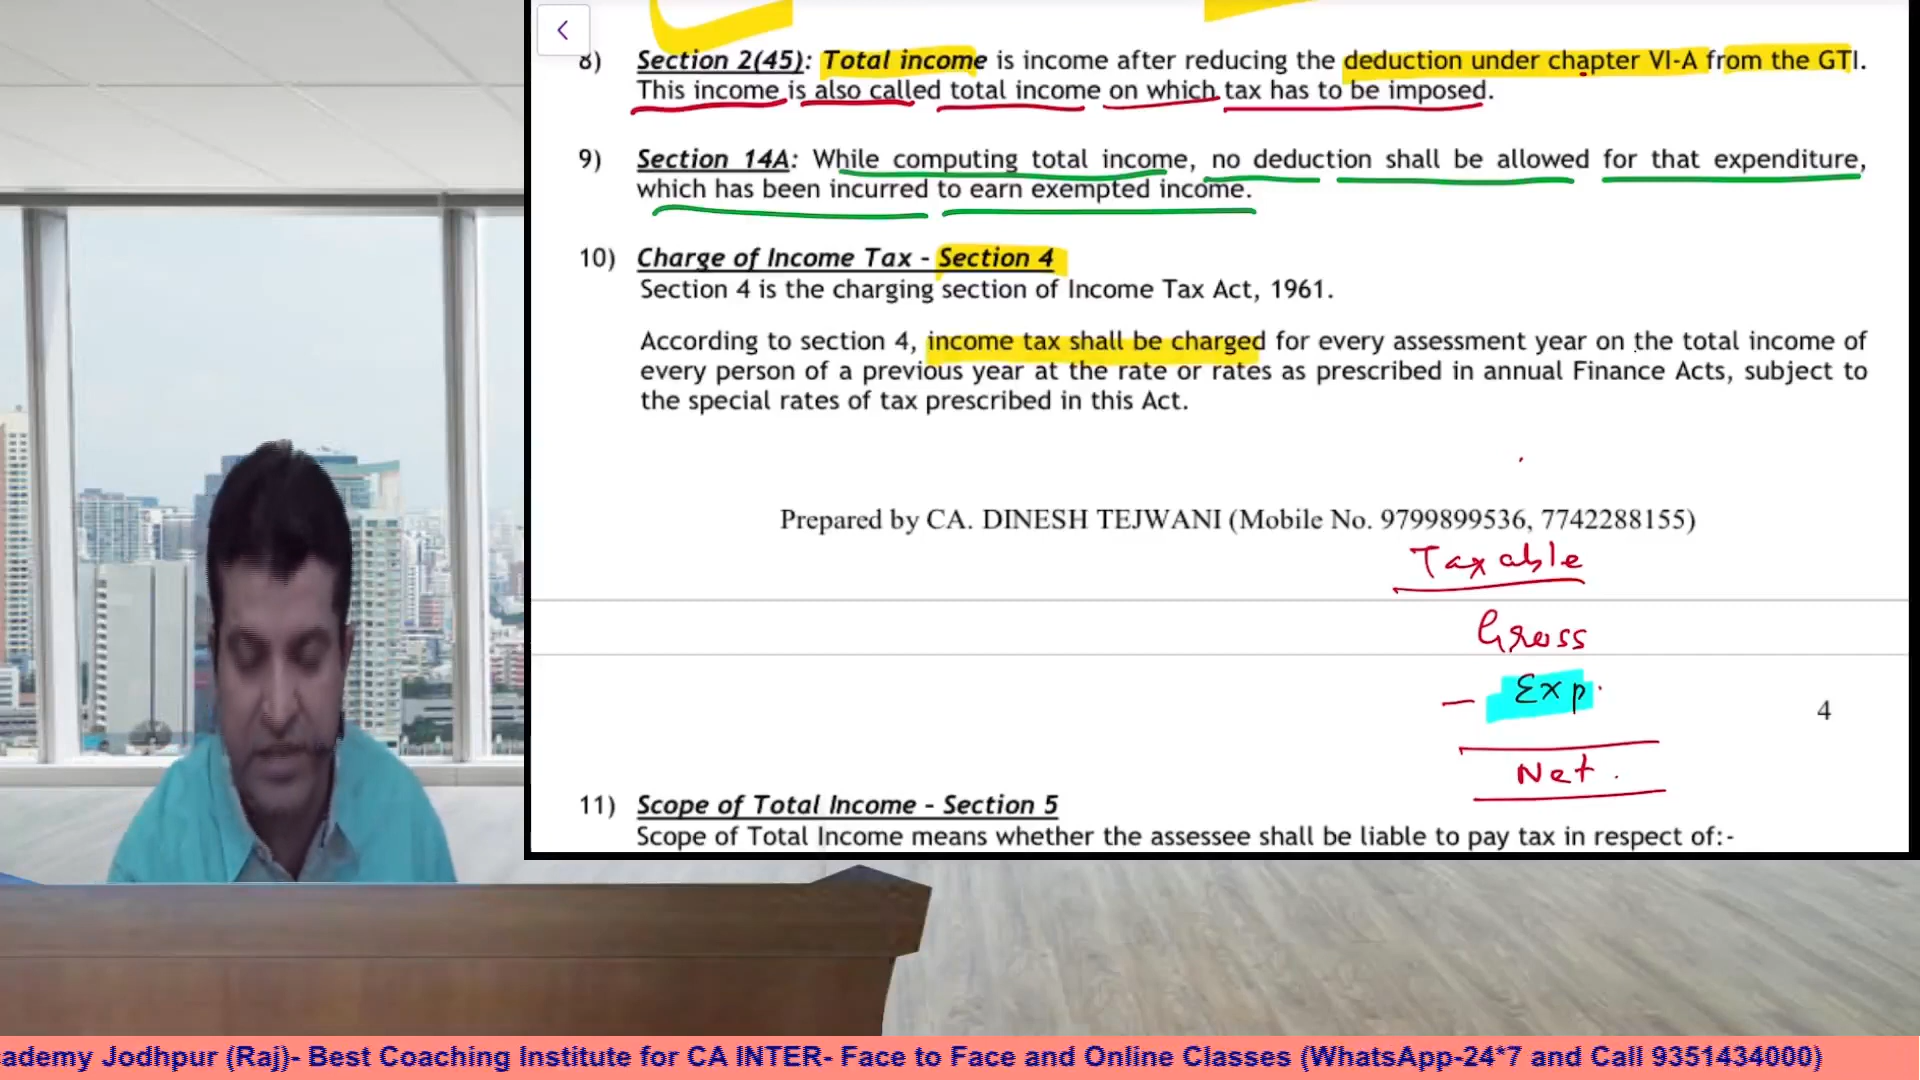 8) Section 2(45): Total income is income after reducing the deduction under chapter VI-A from the GTI.
This income is also called total income on which tax has to be imposed.
9) Section 14A: While computing total income, no deduction shall be allowed for that expenditure,
which has been incurred to earn exempted income.
10) Charge of Income Tax - Section 4
Section 4 is the charging section of Income Tax Act, 1961.
According to section 4, income tax shall be charged for every assessment year on the total income of
every person of a previous year at the rate or rates as prescribed in annual Finance Acts, subject to
the special rates of tax prescribed in this Act.
Prepared by CA. DINESH TEJWANI (Mobile No. 9799899536, 7742288155)
Taxable
Gross
- Exp.
4
Net.
11) Scope of Total Income - Section 5
Scope of Total Income means whether the assessee shall be liable to pay tax in respect of:-
cademy Jodhpur (Raj)- Best Coaching Institute for CA INTER- Face to Face and Online Classes (WhatsApp-24*7 and Call 9351434000)